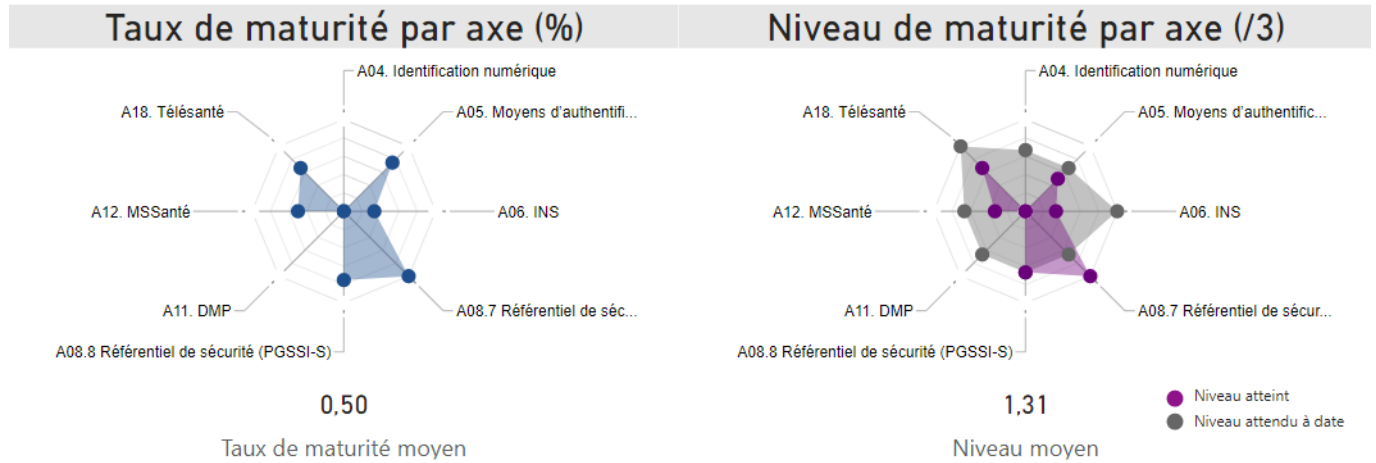 Taux de maturité par axe (%)
A04. Identification numérique
A18. Télésanté
A05. Moyens d'authentifi...
A12. MSSanté
A06. INS
A11. DMP
A08.7 Référentiel de séc...
A08.8 Référentiel de sécurité (PGSSI-S)
0,50
Taux de maturité moyen
Niveau de maturité par axe (/3)
A04. Identification numérique
A18. Télésanté
A05. Moyens d'authentific...
A12. MSSanté
A06. INS
A11. DMP
A08.7 Référentiel de sécur...
A08.8 Référentiel de sécurité (PGSSI-S)
1,31
Niveau moyen
Niveau atteint
Niveau attendu à date